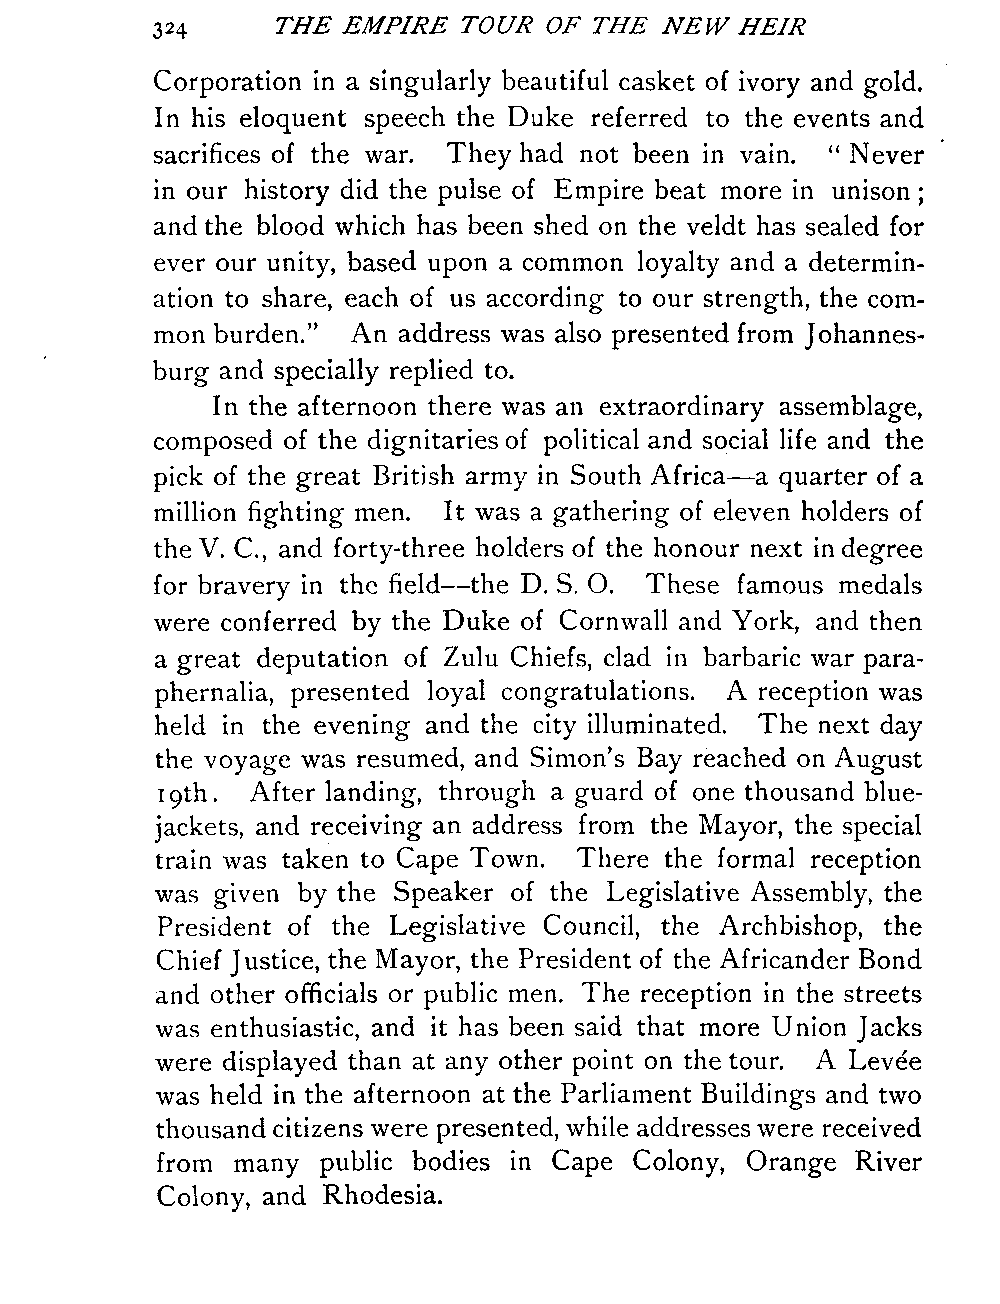 324 THE EMPIRE TOUR OF THE NEW HEIR
Corporation in a singularly beautiful casket of ivory and gold.
In his eloquent speech the Duke referred to the events and
sacrifices of the war. They had not been in vain. “ Never
in our history did the pulse of Empire beat more in unison ;
and the blood which has been shed on the veldt has sealed for
ever our unity, based upon a common loyalty and a determin-
ation to share, each of us according to our strength, the com-
mon burden.” An address was also presented from Johannes-
burg and specially replied to.
In the afternoon there was an extraordinary assemblage,
composed of the dignitaries of political and social life and the
pick of the great British army in South Africa—a quarter of a
million fighting men. It was a gathering of eleven holders of
the V. C., and forty-three holders of the honour next in degree
for bravery in the field--the D. S. O. These famous medals
were conferred by the Duke of Cornwall and York, and then
a great deputation of Zulu Chiefs, clad in barbaric war para-
phernalia, presented loyal congratulations. A reception was
held in the evening and the city illuminated. The next day
the voyage was resumed, and Simon's Bay reached on August
19th. After landing, through a guard of one thousand blue-
jackets, and receiving an address from the Mayor, the special
train was taken to Cape Town. There the formal reception
was given by the Speaker of the Legislative Assembly, the
President of the Legislative Council, the Archbishop, the
Chief Justice, the Mayor, the President of the Africander Bond
and other officials or public men. The reception in the streets
was enthusiastic, and it has been said that more Union Jacks
were displayed than at any other point on the tour. A Levée
was held in the afternoon at the Parliament Buildings and two
thousand citizens were presented, while addresses were received
from many public bodies in Cape Colony, Orange River
Colony, and Rhodesia.